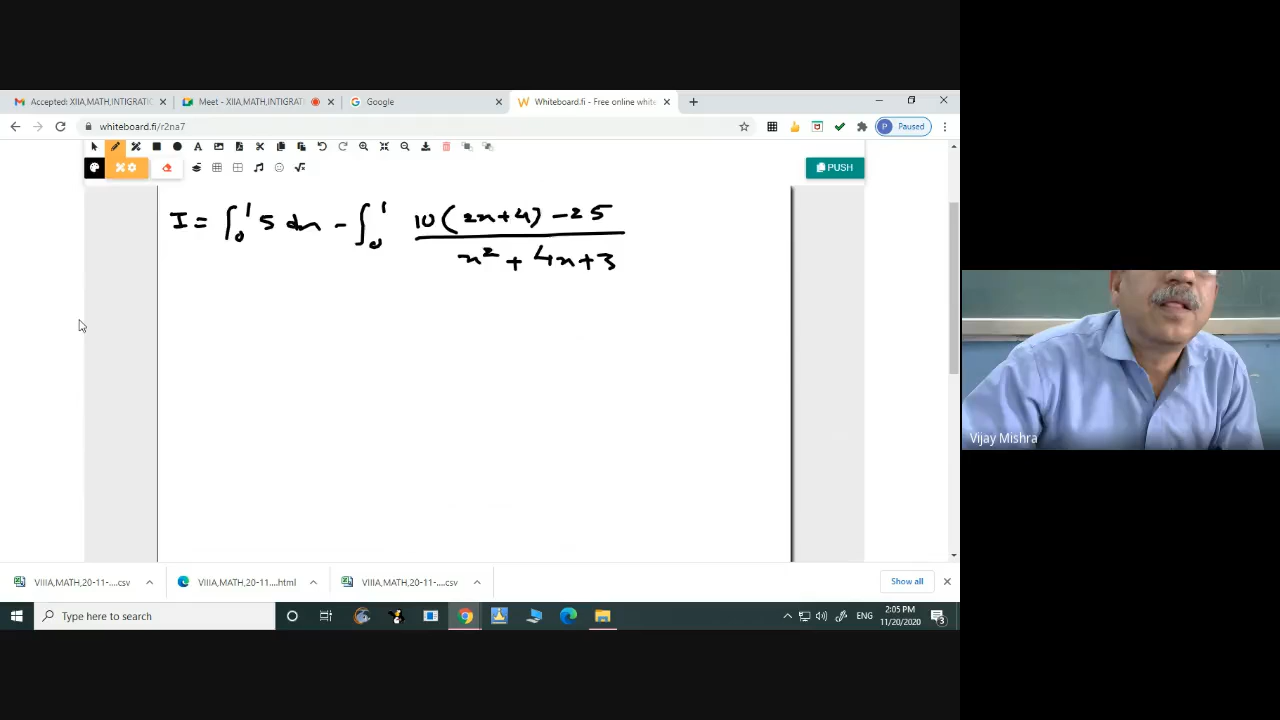 Accepted: XIIA,MATH,INTIGRATIC
Meet - XIIA,MATH,INTIGRATI
Google
Whiteboard.fi - Free online white
whiteboard.fi/r2na7
P Paused
PUSH
I = ∫₀¹ 5 dx - ∫₀¹ 10(2x+4) - 25
x² + 4x + 3
Vijay Mishra
VIIIA,MATH,20-11-....csv
VIIIA,MATH,20-11....html
VIIIA,MATH,20-11-....csv
Show all
Type here to search
ENG
2:05 PM
11/20/2020
3